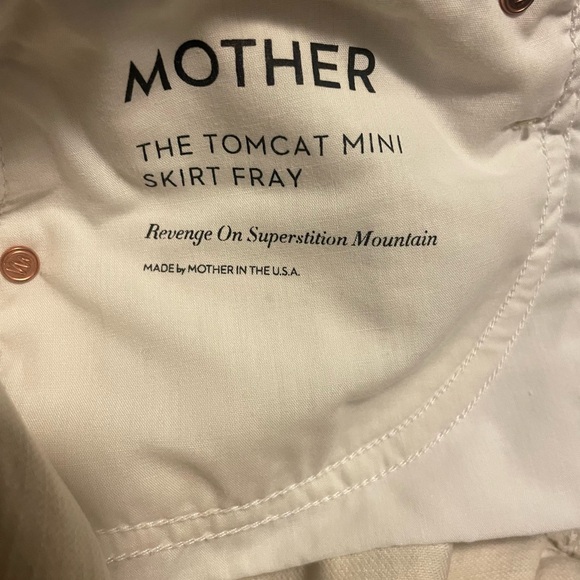 MOTHER
THE TOMCAT MINI
SKIRT FRAY
Revenge On Superstition Mountain
MADE by MOTHER IN THE U.S.A.